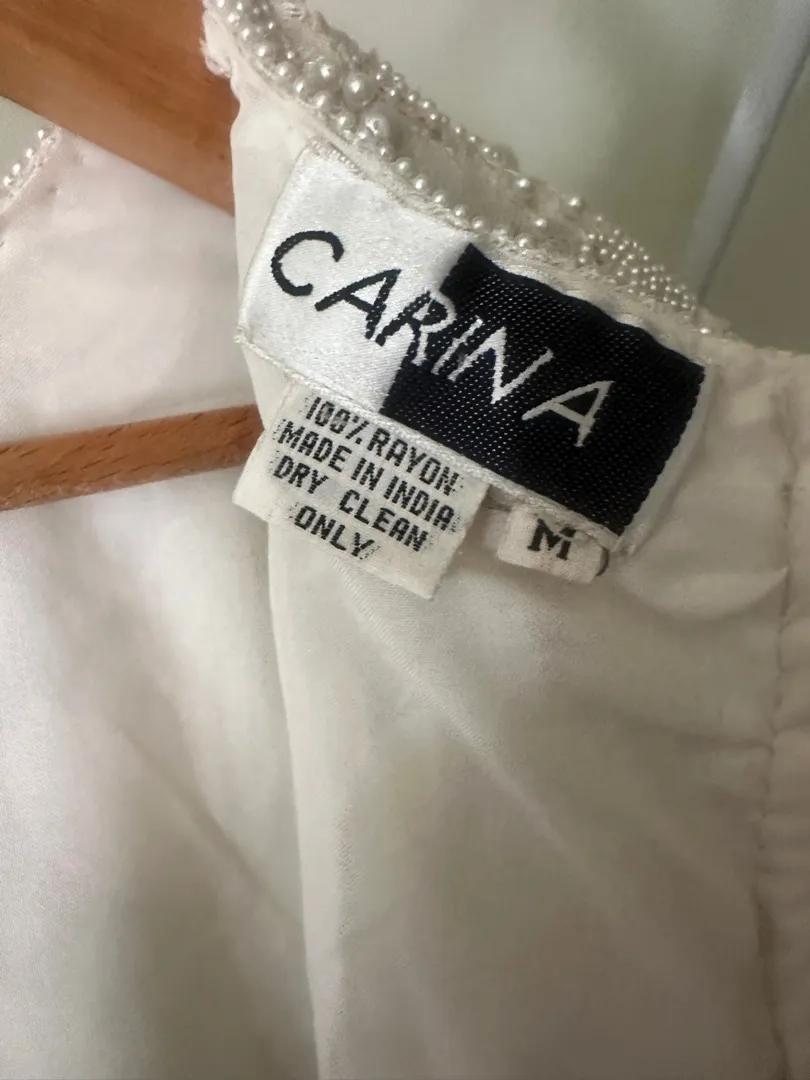 CARINA
100% RAYON
MADE IN INDIA
DRY CLEAN
ONLY
M